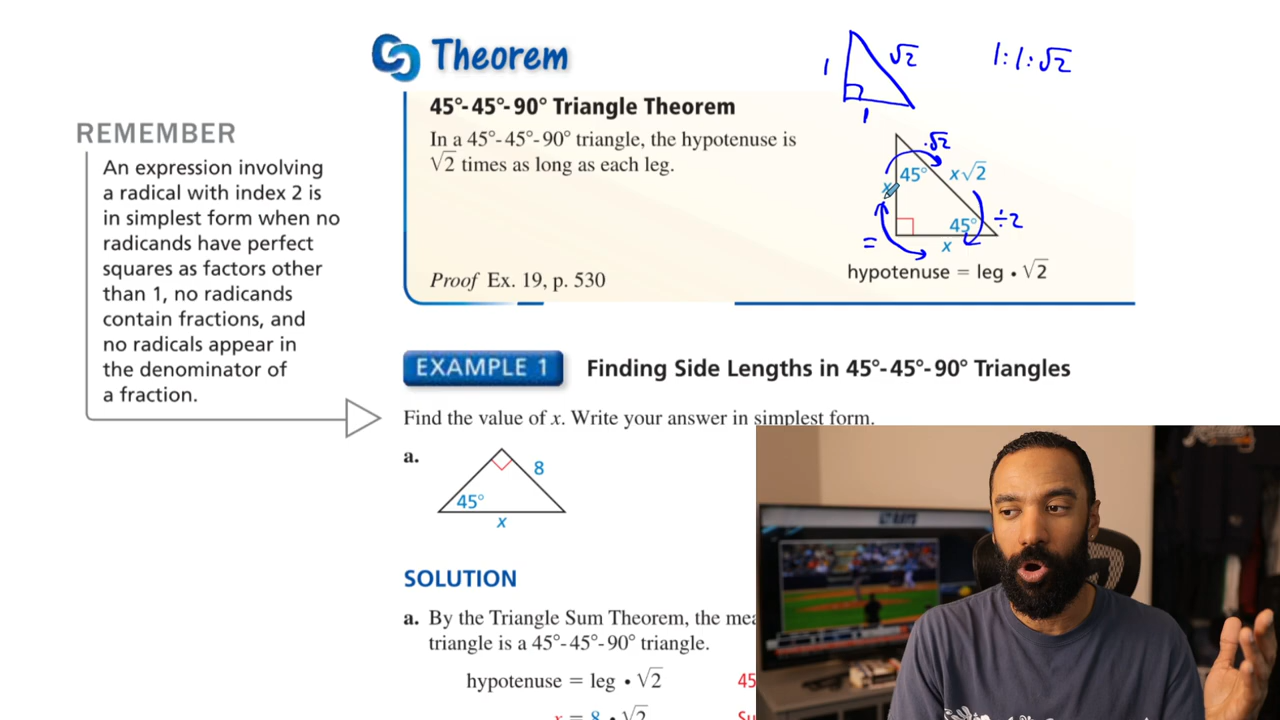 Theorem
1
√2
1
1:1:√2
45°-45°-90° Triangle Theorem
In a 45°-45°-90° triangle, the hypotenuse is
√2 times as long as each leg.
·√2
45°
x√2
x
=
45°
÷2
x
hypotenuse = leg • √2
Proof Ex. 19, p. 530
REMEMBER
An expression involving
a radical with index 2 is
in simplest form when no
radicands have perfect
squares as factors other
than 1, no radicands
contain fractions, and
no radicals appear in
the denominator of
a fraction.
EXAMPLE 1 Finding Side Lengths in 45°-45°-90° Triangles
Find the value of x. Write your answer in simplest form.
a.
8
45°
x
SOLUTION
a. By the Triangle Sum Theorem, the mea
triangle is a 45°-45°-90° triangle.
hypotenuse = leg • √2 45
x = 8 • √2 Su